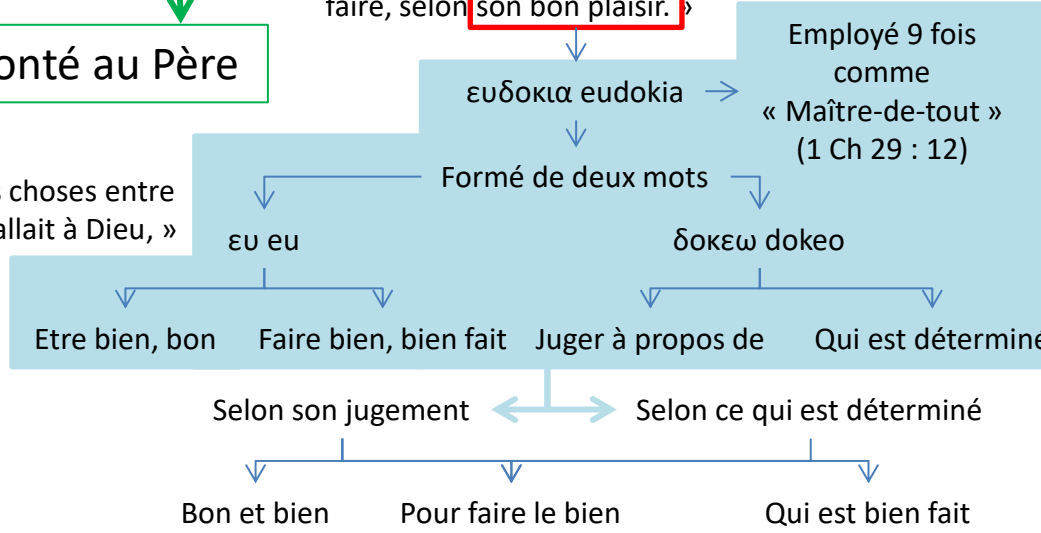 faire, selon son bon plaisir. »
onté au Père
ευδοκια eudokia
Employé 9 fois
comme
« Maître-de-tout »
(1 Ch 29 : 12)
Formé de deux mots
s choses entre
allait à Dieu, »
ευ eu
δοκεω dokeo
Etre bien, bon
Faire bien, bien fait
Juger à propos de
Qui est déterminé
Selon son jugement
Selon ce qui est déterminé
Bon et bien
Pour faire le bien
Qui est bien fait